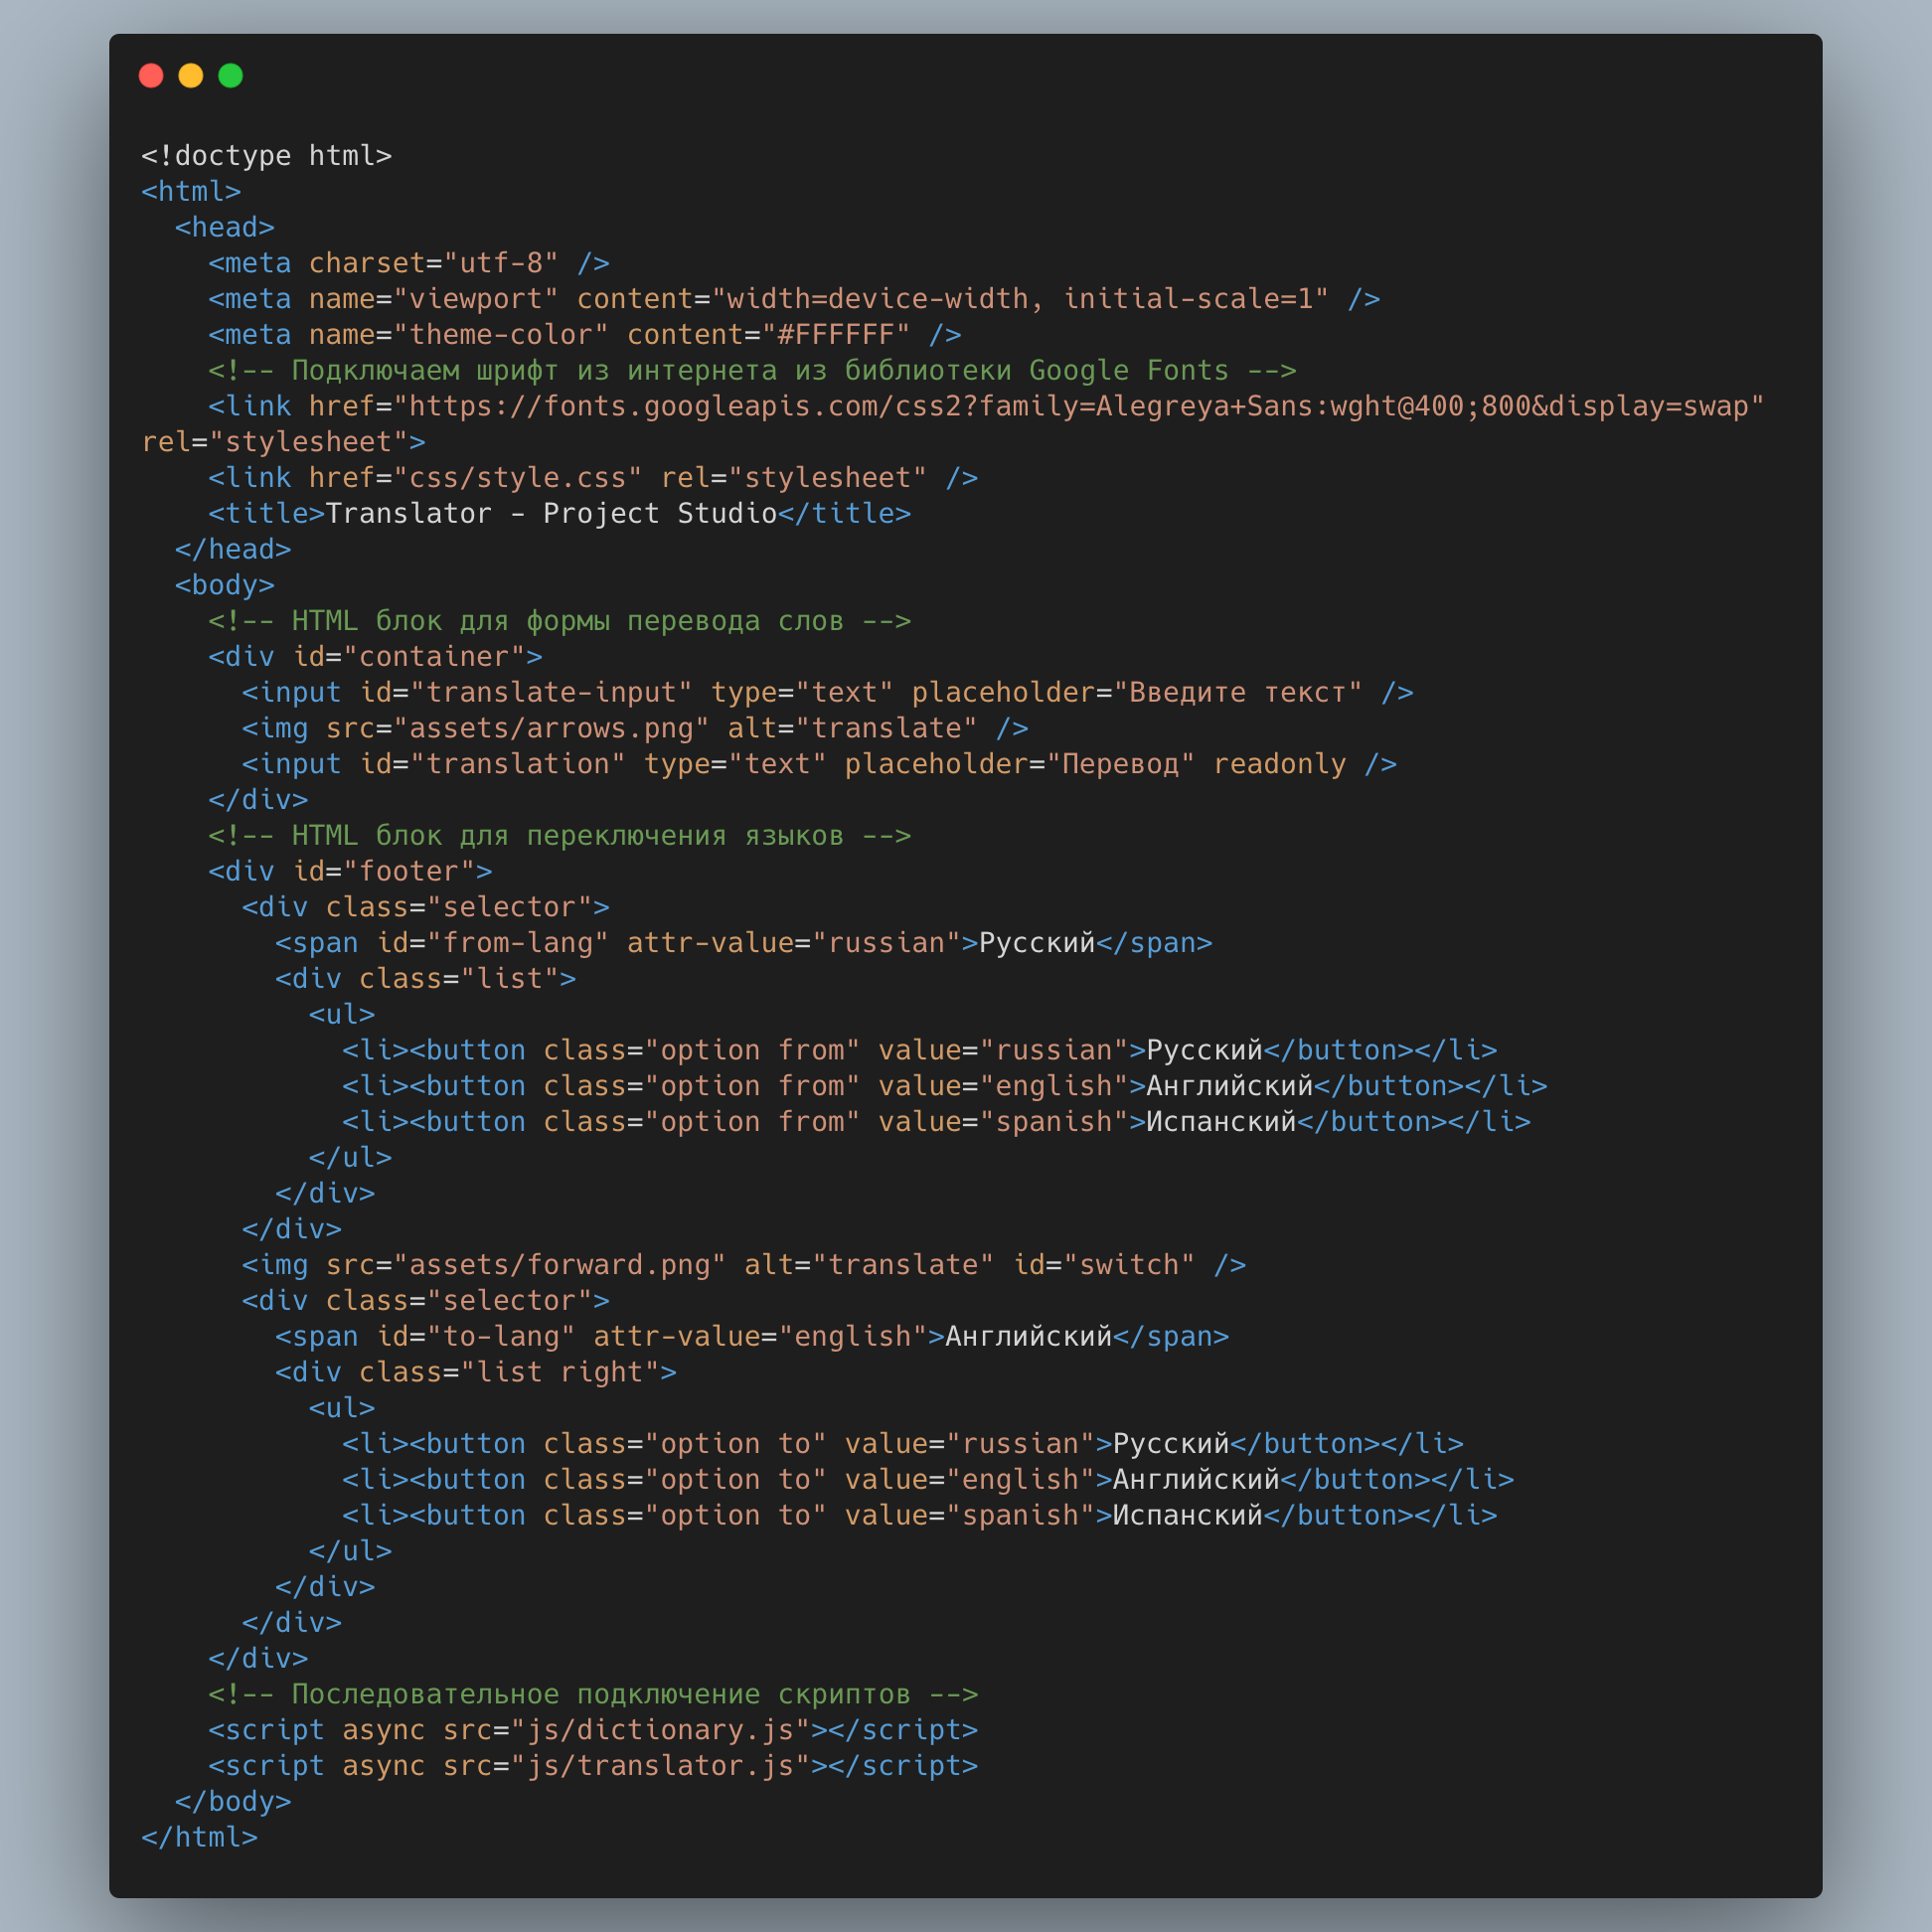 <!doctype html>
<html>
  <head>
    <meta charset="utf-8" />
    <meta name="viewport" content="width=device-width, initial-scale=1" />
    <meta name="theme-color" content="#FFFFFF" />
    <!-- Подключаем шрифт из интернета из библиотеки Google Fonts -->
    <link href="https://fonts.googleapis.com/css2?family=Alegreya+Sans:wght@400;800&display=swap"
rel="stylesheet">
    <link href="css/style.css" rel="stylesheet" />
    <title>Translator - Project Studio</title>
  </head>
  <body>
    <!-- HTML блок для формы перевода слов -->
    <div id="container">
      <input id="translate-input" type="text" placeholder="Введите текст" />
      <img src="assets/arrows.png" alt="translate" />
      <input id="translation" type="text" placeholder="Перевод" readonly />
    </div>
    <!-- HTML блок для переключения языков -->
    <div id="footer">
      <div class="selector">
        <span id="from-lang" attr-value="russian">Русский</span>
        <div class="list">
          <ul>
            <li><button class="option from" value="russian">Русский</button></li>
            <li><button class="option from" value="english">Английский</button></li>
            <li><button class="option from" value="spanish">Испанский</button></li>
          </ul>
        </div>
      </div>
      <img src="assets/forward.png" alt="translate" id="switch" />
      <div class="selector">
        <span id="to-lang" attr-value="english">Английский</span>
        <div class="list right">
          <ul>
            <li><button class="option to" value="russian">Русский</button></li>
            <li><button class="option to" value="english">Английский</button></li>
            <li><button class="option to" value="spanish">Испанский</button></li>
          </ul>
        </div>
      </div>
    </div>
    <!-- Последовательное подключение скриптов -->
    <script async src="js/dictionary.js"></script>
    <script async src="js/translator.js"></script>
  </body>
</html>